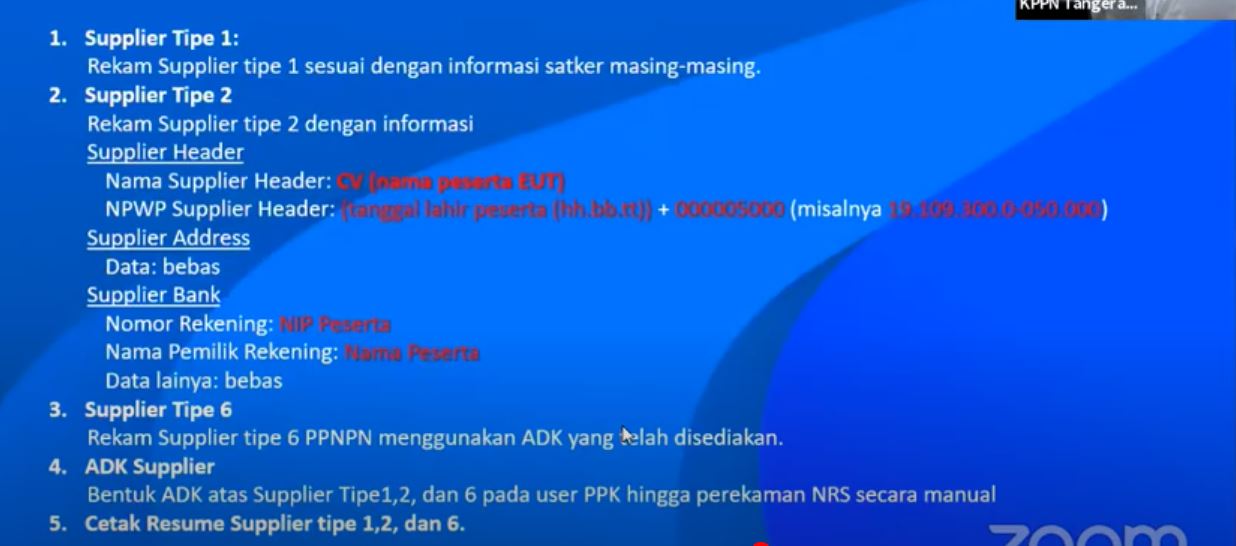 KPPN Tangera...
1. Supplier Tipe 1:
Rekam Supplier tipe 1 sesuai dengan informasi satker masing-masing.
2. Supplier Tipe 2
Rekam Supplier tipe 2 dengan informasi
Supplier Header
Nama Supplier Header: CV (nama peserta EUT)
NPWP Supplier Header: (tanggal lahir peserta (hh.bb.tt)) + 000005000 (misalnya 19.109.300.0-050.000)
Supplier Address
Data: bebas
Supplier Bank
Nomor Rekening: NIP Peserta
Nama Pemilik Rekening: Nama Peserta
Data lainya: bebas
3. Supplier Tipe 6
Rekam Supplier tipe 6 PPNPN menggunakan ADK yang telah disediakan.
4. ADK Supplier
Bentuk ADK atas Supplier Tipe1,2, dan 6 pada user PPK hingga perekaman NRS secara manual
5. Cetak Resume Supplier tipe 1,2, dan 6.
zoom